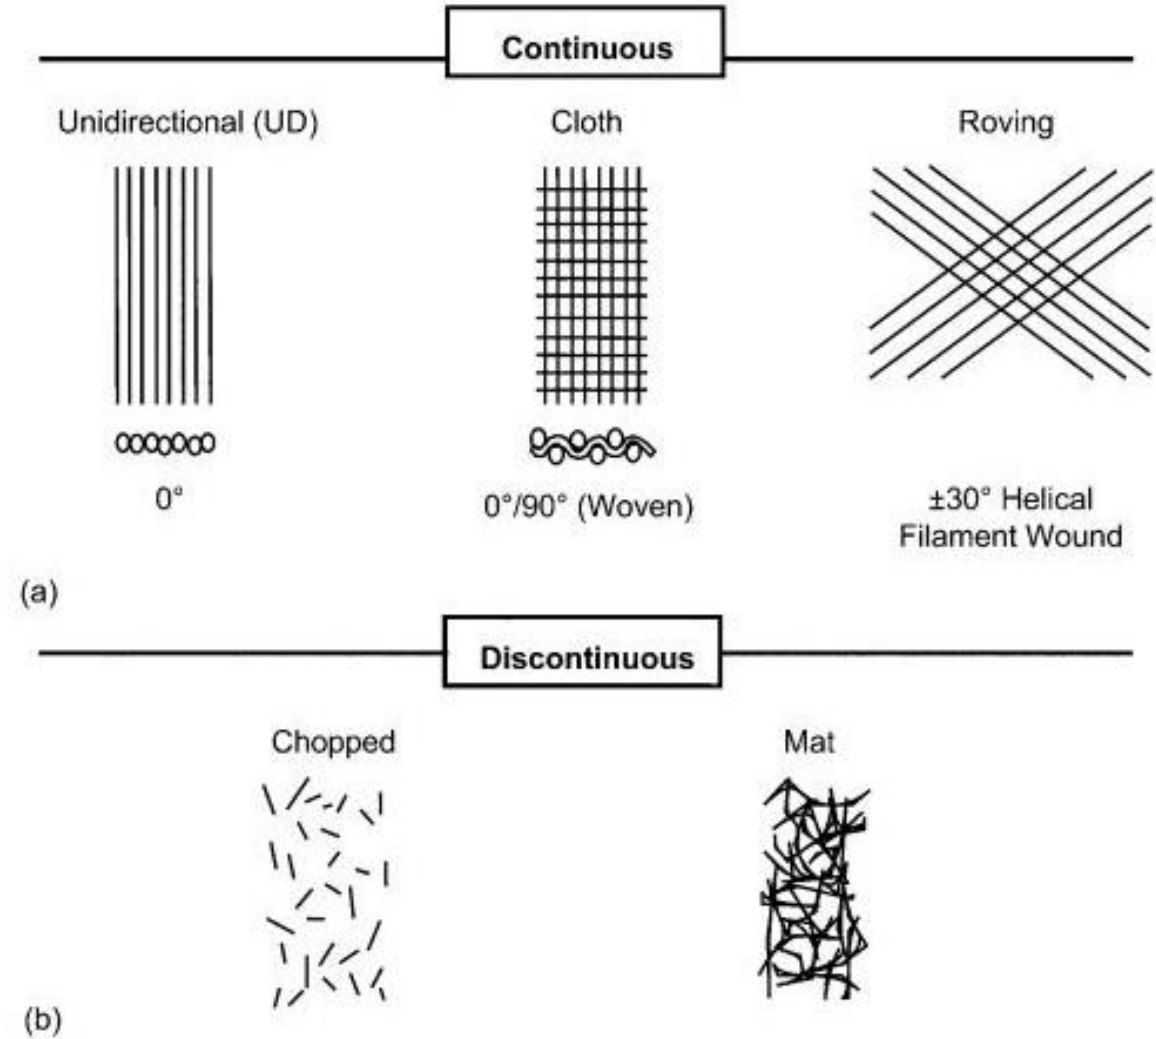 Continuous
Unidirectional (UD)
Cloth
Roving
0°
0°/90° (Woven)
±30° Helical
Filament Wound
(a)
Discontinuous
Chopped
Mat
(b)